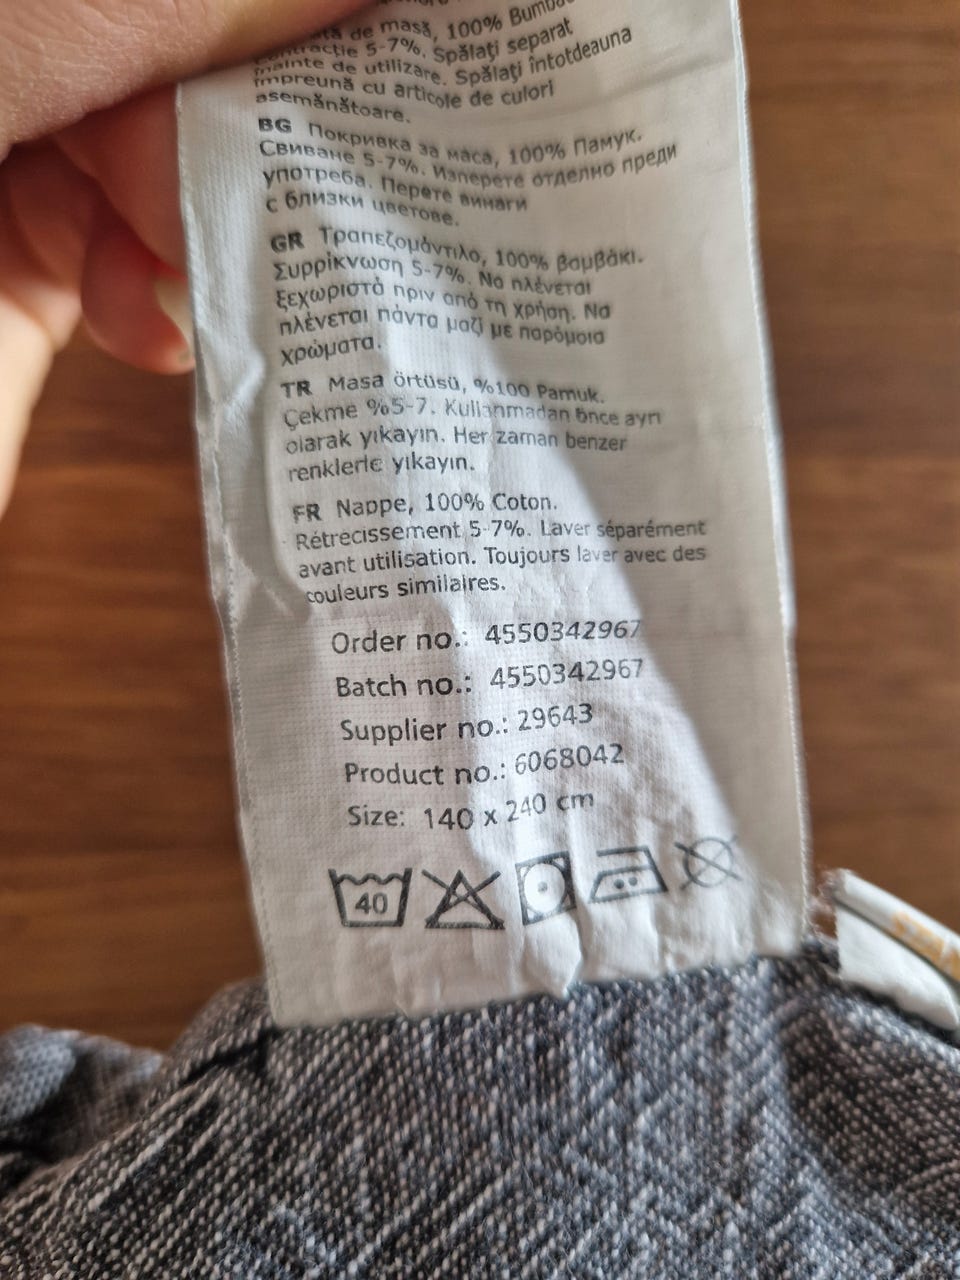 de masă, 100%
5-7%. Spălaţi separat
înainte de utilizare. Spălaţi întotdeauna
împreună cu articole de culori
asemănătoare.
BG Покривка за маса, 100% Памук.
Свиване 5-7%. Изперете отделно преди
употреба. Перете винаги
с близки цветове.
GR Τραπεζομάντιλο, 100% βαμβάκι.
Συρρίκνωση 5-7%. Να πλένεται
ξεχωριστά πριν από τη χρήση. Να
πλένεται πάντα μαζί με παρόμοια
χρώματα.
TR Masa örtüsü, %100 Pamuk.
Çekme %5-7. Kullanmadan önce ayrı
olarak yıkayın. Her zaman benzer
renklerle yıkayın.
FR Nappe, 100% Coton.
Rétrecissement 5-7%. Laver séparément
avant utilisation. Toujours laver avec des
couleurs similaires.
Order no.: 4550342967
Batch no.: 4550342967
Supplier no.: 29643
Product no.: 6068042
Size: 140 x 240 cm
40